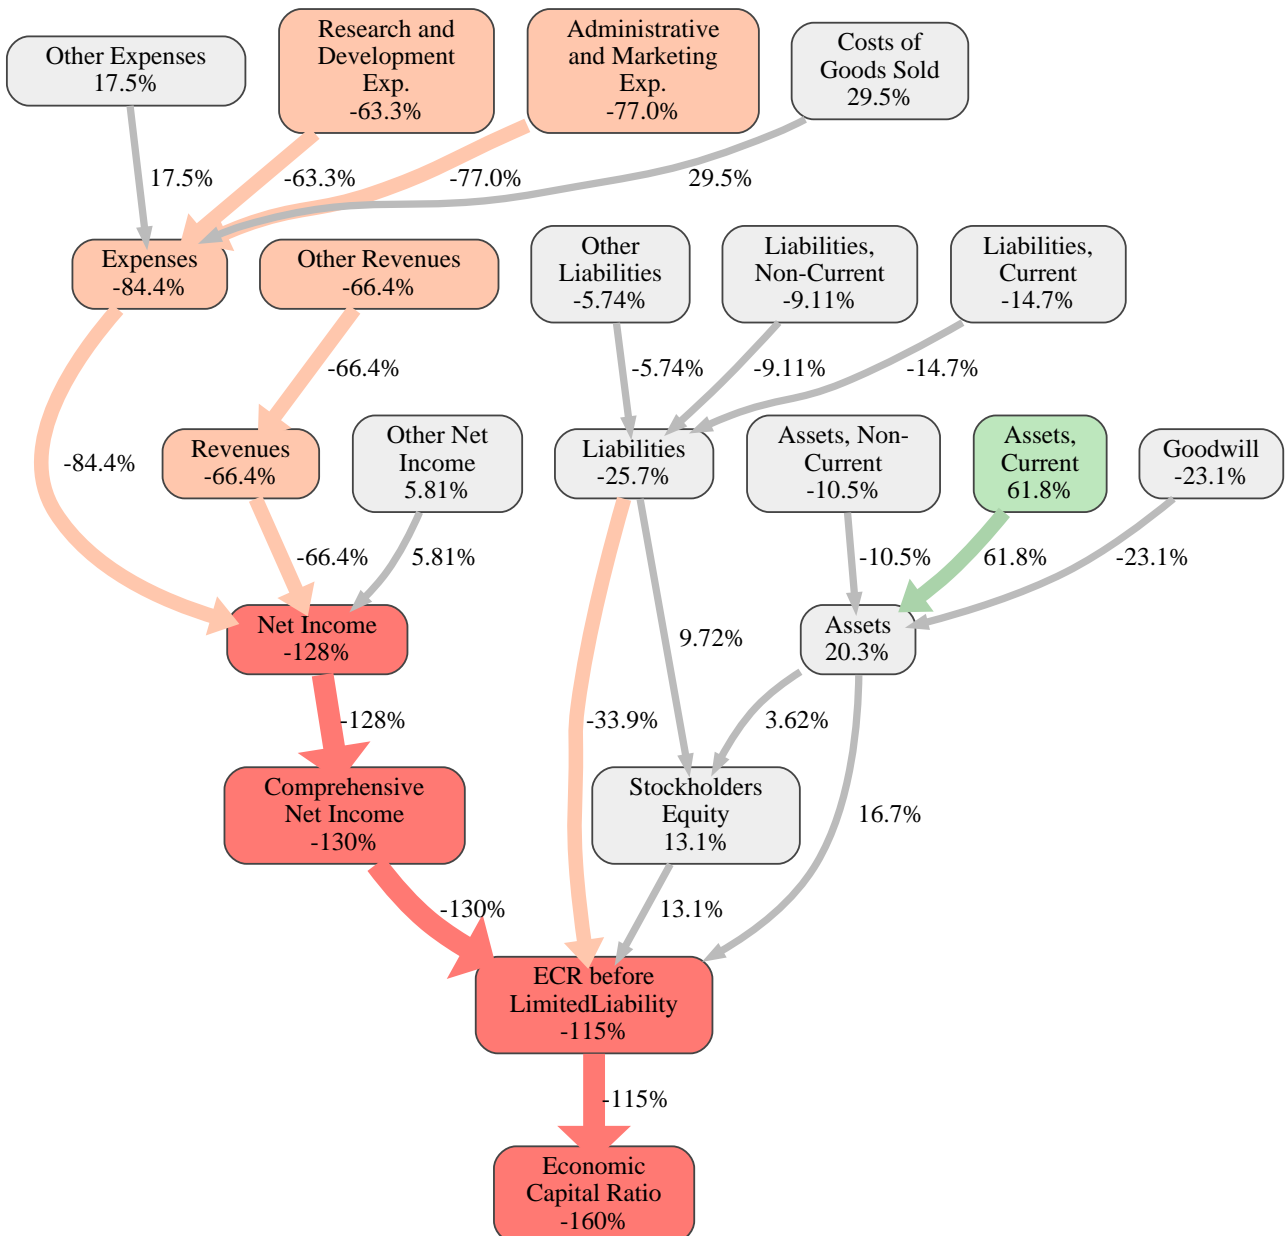 Other Expenses
17.5%
Research and
Development
Exp.
-63.3%
Administrative
and Marketing
Exp.
-77.0%
Costs of
Goods Sold
29.5%
17.5%
-63.3%
-77.0%
29.5%
Expenses
-84.4%
Other Revenues
-66.4%
Other
Liabilities
-5.74%
Liabilities,
Non-Current
-9.11%
Liabilities,
Current
-14.7%
-66.4%
-5.74%
-9.11%
-14.7%
-84.4%
Revenues
-66.4%
Other Net
Income
5.81%
Liabilities
-25.7%
Assets, Non-
Current
-10.5%
Assets,
Current
61.8%
Goodwill
-23.1%
-66.4%
5.81%
-10.5%
61.8%
-23.1%
Net Income
-128%
9.72%
Assets
20.3%
-128%
-33.9%
3.62%
Comprehensive
Net Income
-130%
Stockholders
Equity
13.1%
16.7%
-130%
13.1%
ECR before
LimitedLiability
-115%
-115%
Economic
Capital Ratio
-160%